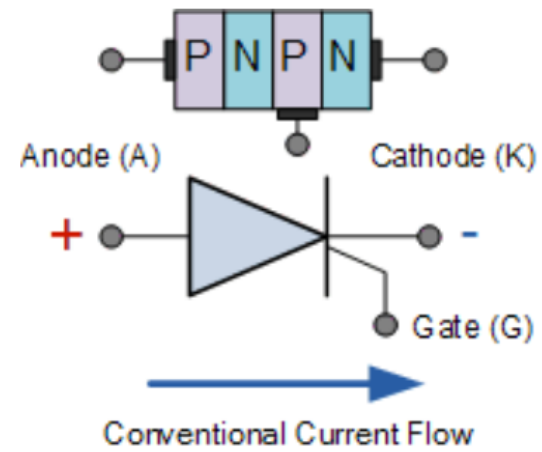 P N P N
Anode (A) Cathode (K)
+ -
Gate (G)
Conventional Current Flow